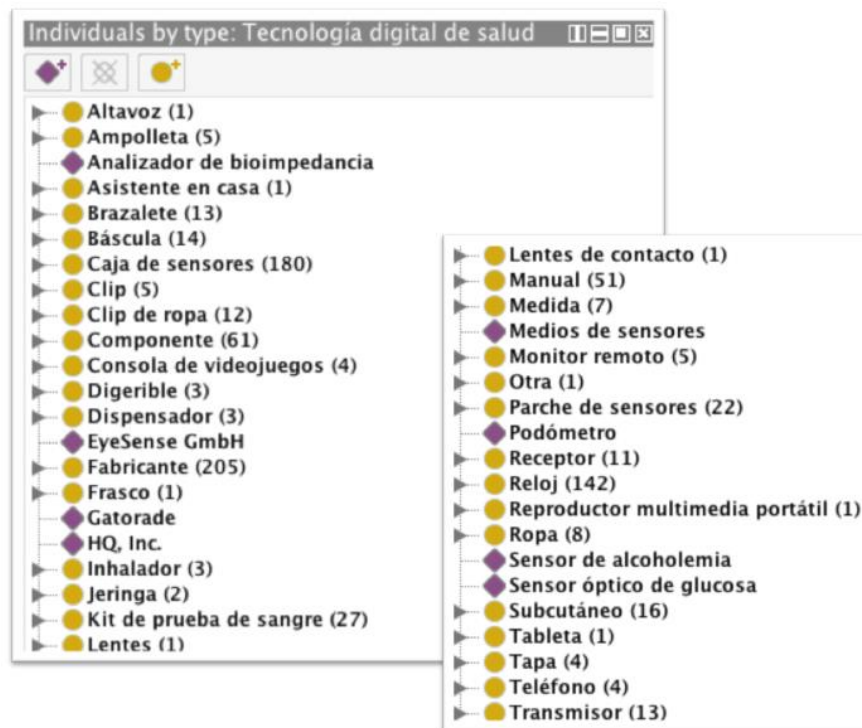 Individuals by type: Tecnología digital de salud
Altavoz (1)
Ampolleta (5)
Analizador de bioimpedancia
Asistente en casa (1)
Brazalete (13)
Báscula (14)
Caja de sensores (180)
Clip (5)
Clip de ropa (12)
Componente (61)
Consola de videojuegos (4)
Digerible (3)
Dispensador (3)
EyeSense GmbH
Fabricante (205)
Frasco (1)
Gatorade
HQ, Inc.
Inhalador (3)
Jeringa (2)
Kit de prueba de sangre (27)
Lentes (1)
Lentes de contacto (1)
Manual (51)
Medida (7)
Medios de sensores
Monitor remoto (5)
Otra (1)
Parche de sensores (22)
Podómetro
Receptor (11)
Reloj (142)
Reproductor multimedia portátil (1)
Ropa (8)
Sensor de alcoholemia
Sensor óptico de glucosa
Subcutáneo (16)
Tableta (1)
Tapa (4)
Teléfono (4)
Transmisor (13)